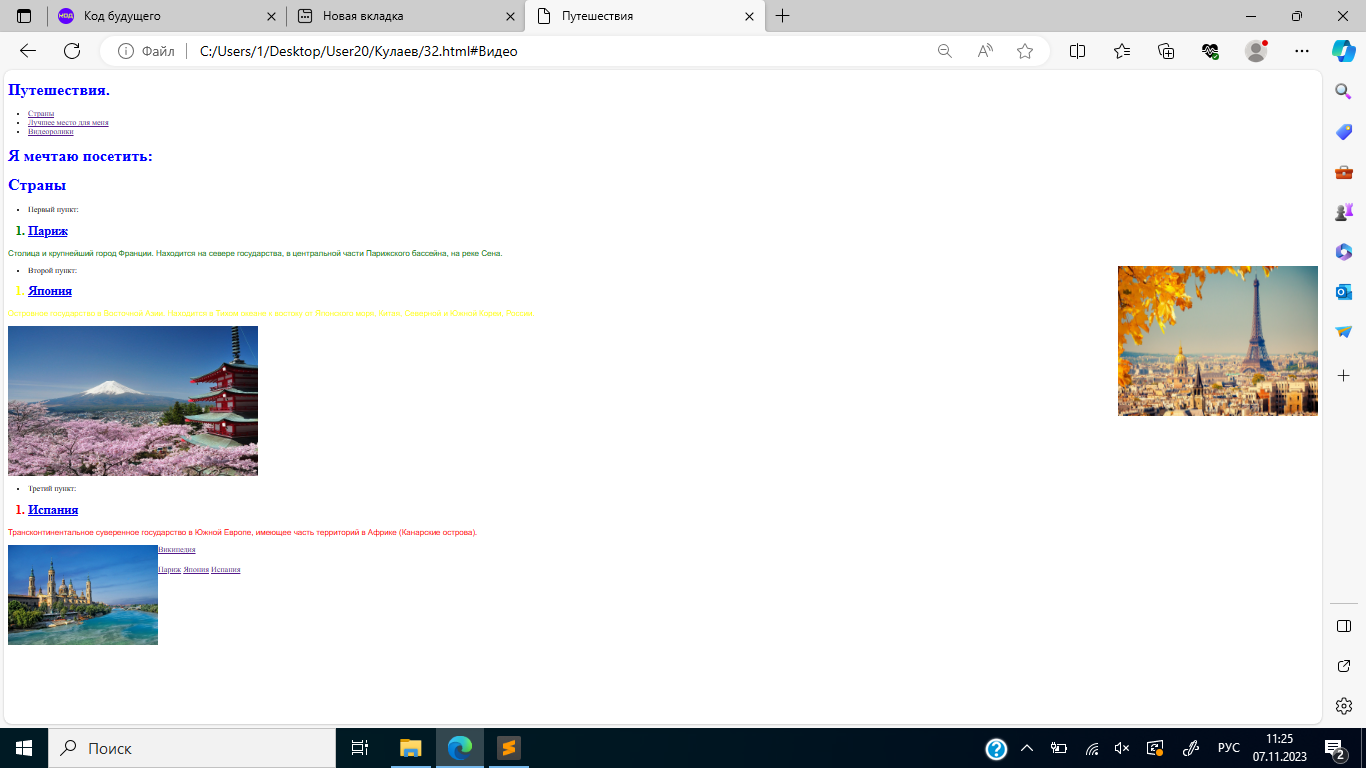 Код будущего
Новая вкладка
Путешествия
Файл
C:/Users/1/Desktop/User20/Кулаев/32.html#Видео
Путешествия.
Страны
Лучшее место для меня
Видеоролики
Я мечтаю посетить:
Страны
Первый пункт:
1. Париж
Столица и крупнейший город Франции. Находится на севере государства, в центральной части Парижского бассейна, на реке Сена.
Второй пункт:
1. Япония
Островное государство в Восточной Азии. Находится в Тихом океане к востоку от Японского моря, Китая, Северной и Южной Кореи, России.
Третий пункт:
1. Испания
Трансконтинентальное суверенное государство в Южной Европе, имеющее часть территорий в Африке (Канарские острова).
Википедия
Париж Япония Испания
Поиск
РУС
11:25
07.11.2023
2